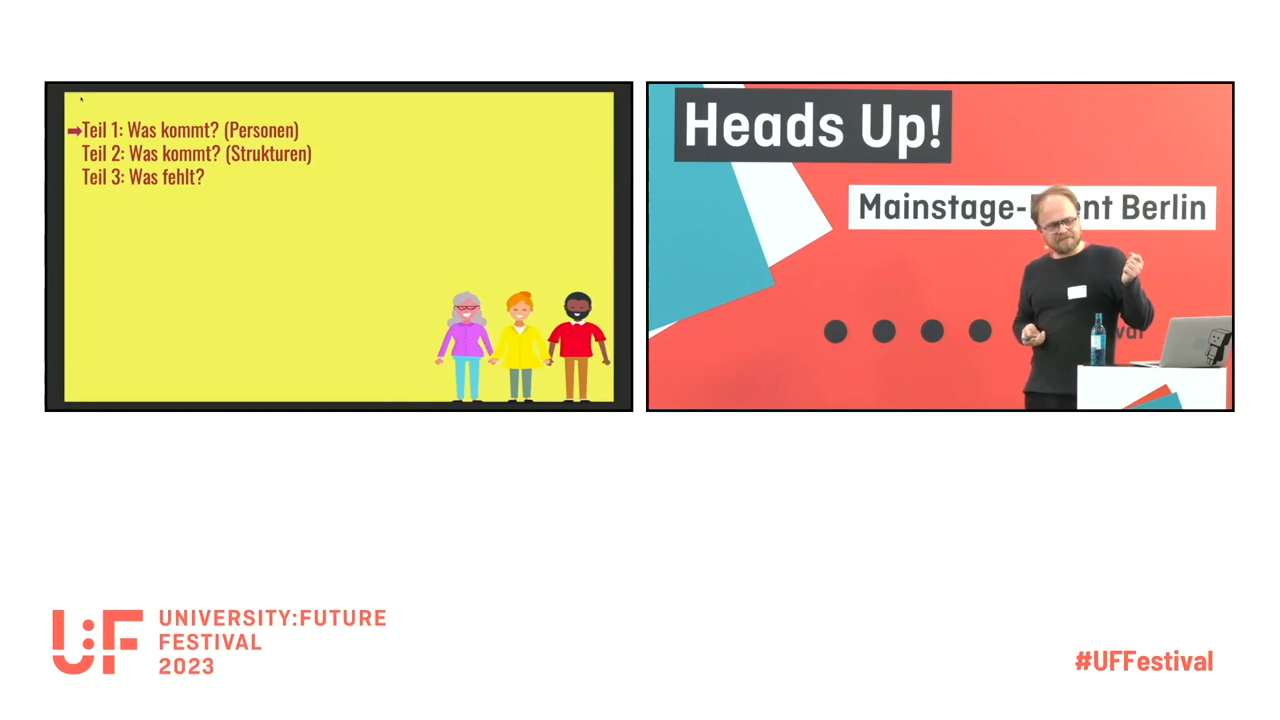 Teil 1: Was kommt? (Personen)
Teil 2: Was kommt? (Strukturen)
Teil 3: Was fehlt?
Heads Up!
Mainstage- Berlin
U:F
UNIVERSITY:FUTURE
FESTIVAL
2023
#UFFestival